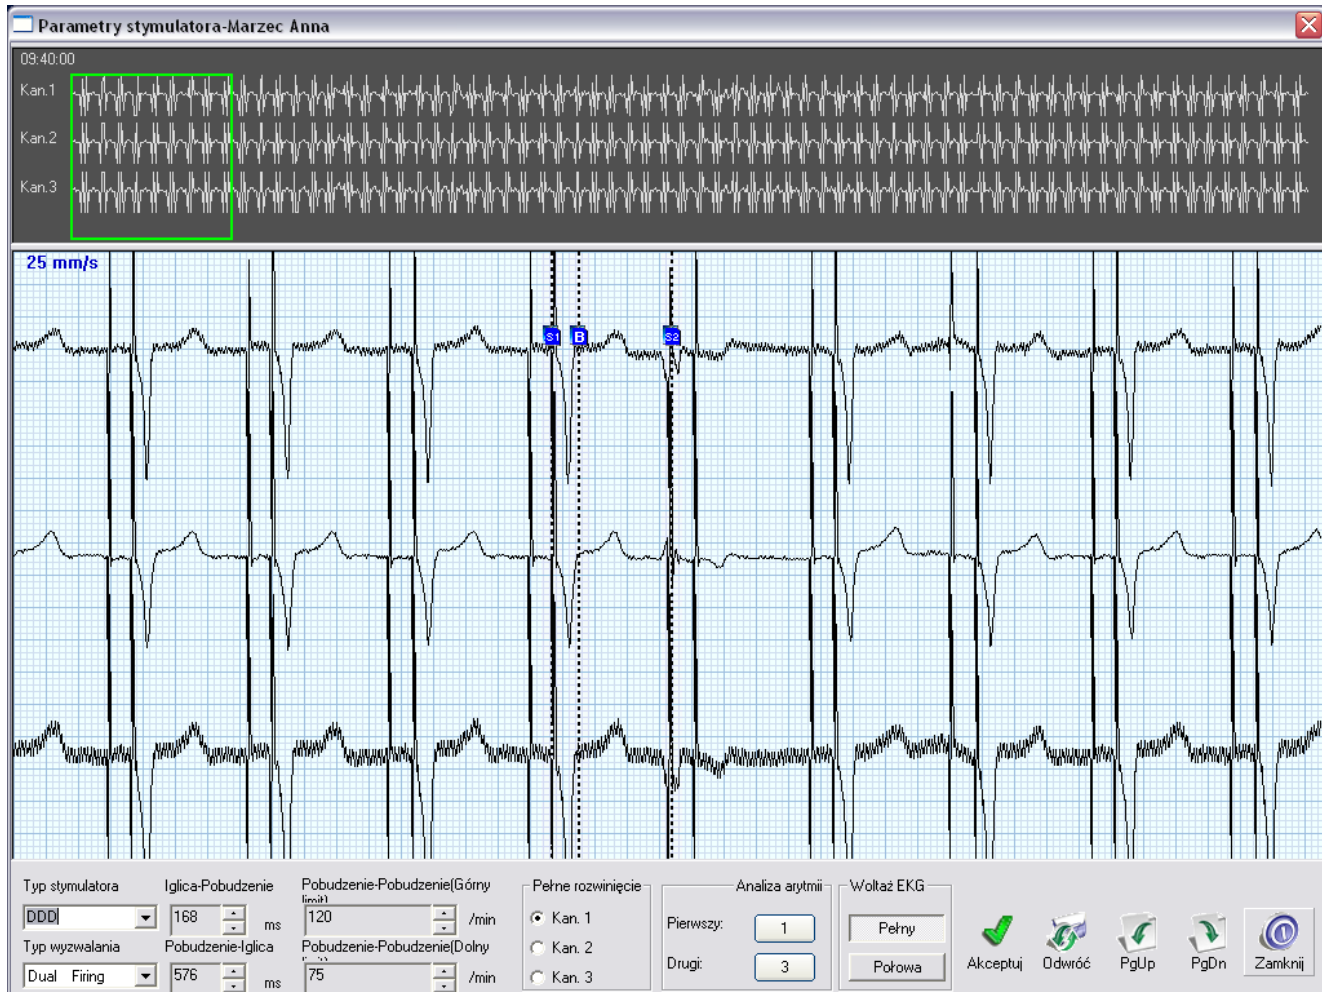 Parametry stymulatora-Marzec Anna
09:40:00
Kan.1
Kan.2
Kan.3
25 mm/s
S1 B S2
Typ stymulatora Iglica-Pobudzenie Pobudzenie-Pobudzenie(Górny limit) Pełne rozwinięcie Analiza arytmii Woltaż EKG
DDD 168 ms 120 /min Kan. 1 Pierwszy: 1 Pełny
Typ wyzwalania Pobudzenie-Iglica Pobudzenie-Pobudzenie(Dolny limit) Kan. 2
Dual Firing 576 ms 75 /min Kan. 3 Drugi: 3 Połowa
Akceptuj Odwróć PgUp PgDn Zamknij